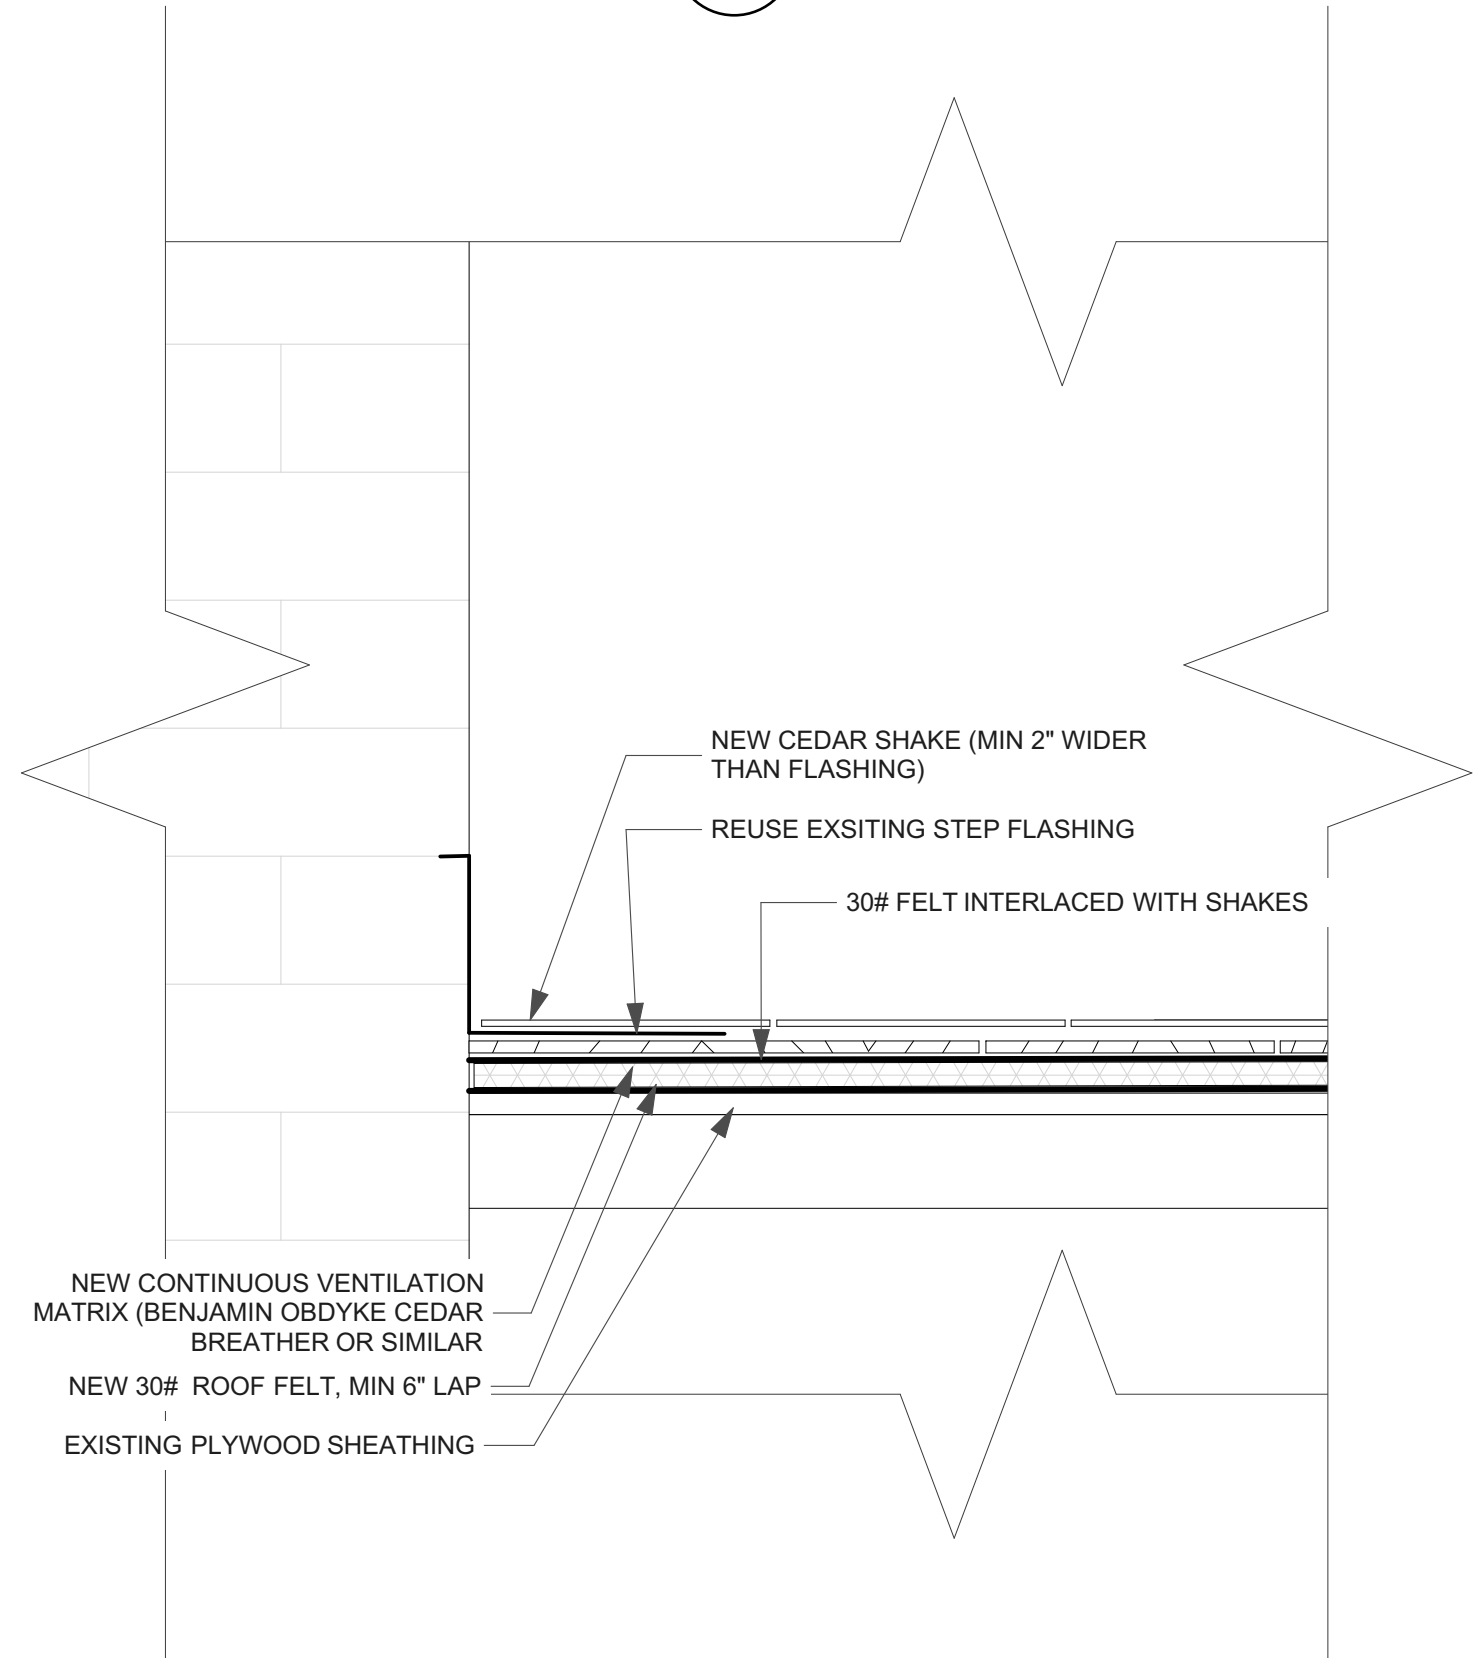 NEW CEDAR SHAKE (MIN 2" WIDER
THAN FLASHING)
REUSE EXSITING STEP FLASHING
30# FELT INTERLACED WITH SHAKES
NEW CONTINUOUS VENTILATION
MATRIX (BENJAMIN OBDYKE CEDAR
BREATHER OR SIMILAR
NEW 30# ROOF FELT, MIN 6" LAP
EXISTING PLYWOOD SHEATHING